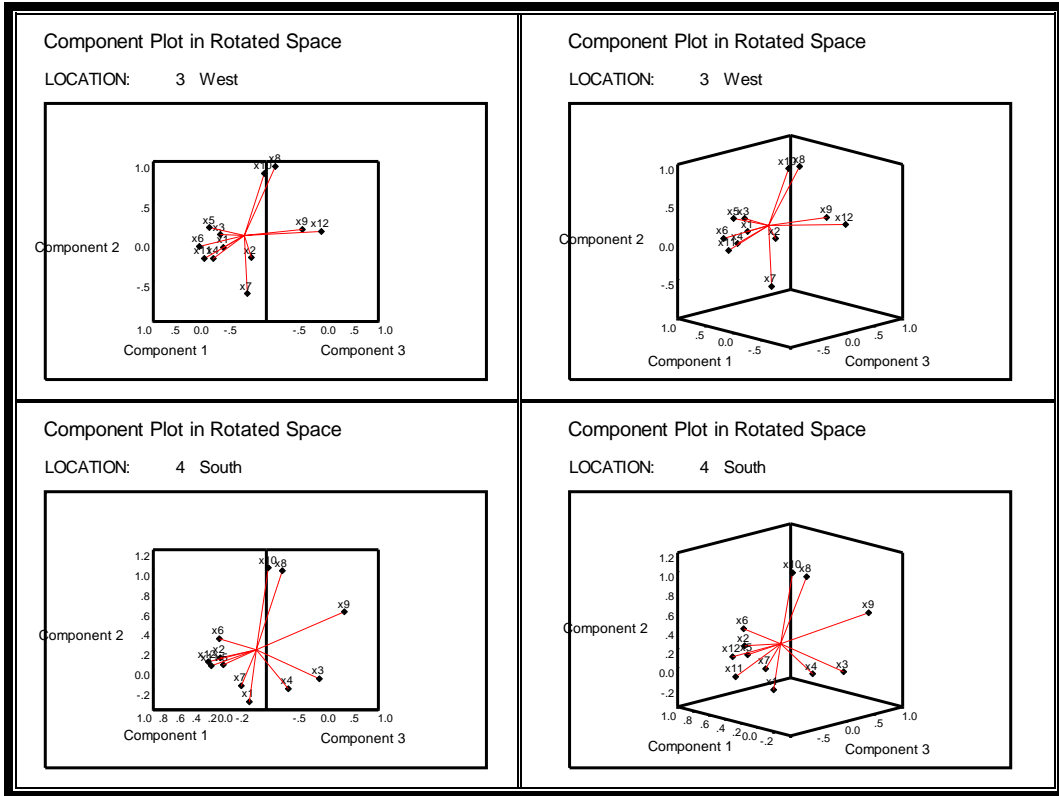 Component Plot in Rotated Space
LOCATION: 3 West
1.0
.5
0.0
-.5
Component 2
x10
x8
x5
x3
x6
x1
x11
x4
x2
x7
x9
x12
1.0 .5 0.0 -.5 -.5 0.0 .5 1.0
Component 1 Component 3
Component Plot in Rotated Space
LOCATION: 3 West
1.0
.5
0.0
-.5
Component 2
x10
x8
x5
x3
x1
x6
x4
x11
x2
x7
x9
x12
1.0 .5 0.0 -.5 -.5 0.0 .5 1.0
Component 1 Component 3
Component Plot in Rotated Space
LOCATION: 4 South
1.2
1.0
.8
.6
.4
.2
0.0
-.2
Component 2
x10
x8
x9
x6
x2
x7
x1
x4
x3
1.0 .8 .6 .4 .2 0.0 -.2 -.5 0.0 .5 1.0
Component 1 Component 3
Component Plot in Rotated Space
LOCATION: 4 South
1.2
1.0
.8
.6
.4
.2
0.0
-.2
Component 2
x10
x8
x9
x6
x2
x12
x5
x11
x7
x1
x4
x3
1.0 .8 .6 .4 .2 0.0 -.2 -.5 0.0 .5 1.0
Component 1 Component 3